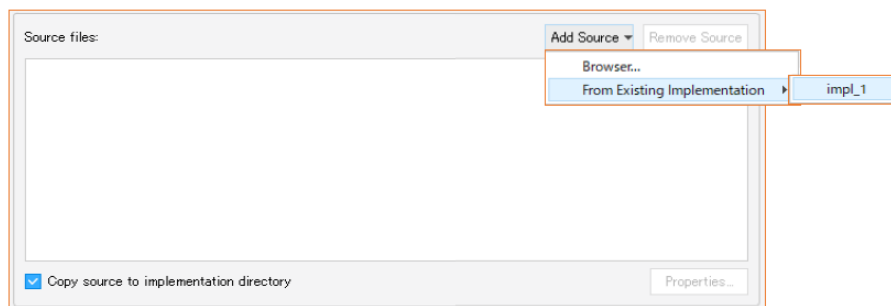 Source files:
Add Source
Remove Source
Browser...
From Existing Implementation
impl_1
Copy source to implementation directory
Properties...